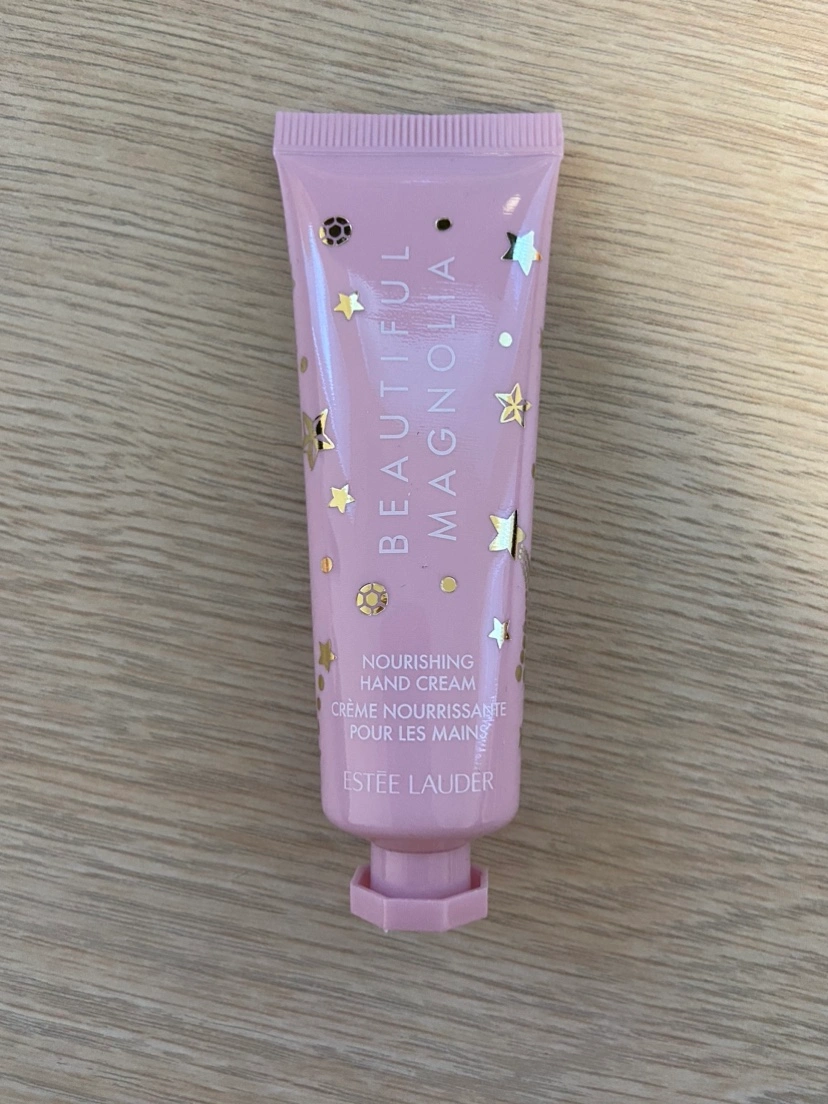 BEAUTIFUL
MAGNOLIA
NOURISHING
HAND CREAM
CRÈME NOURRISSANTE
POUR LES MAINS
ESTĒE LAUDER